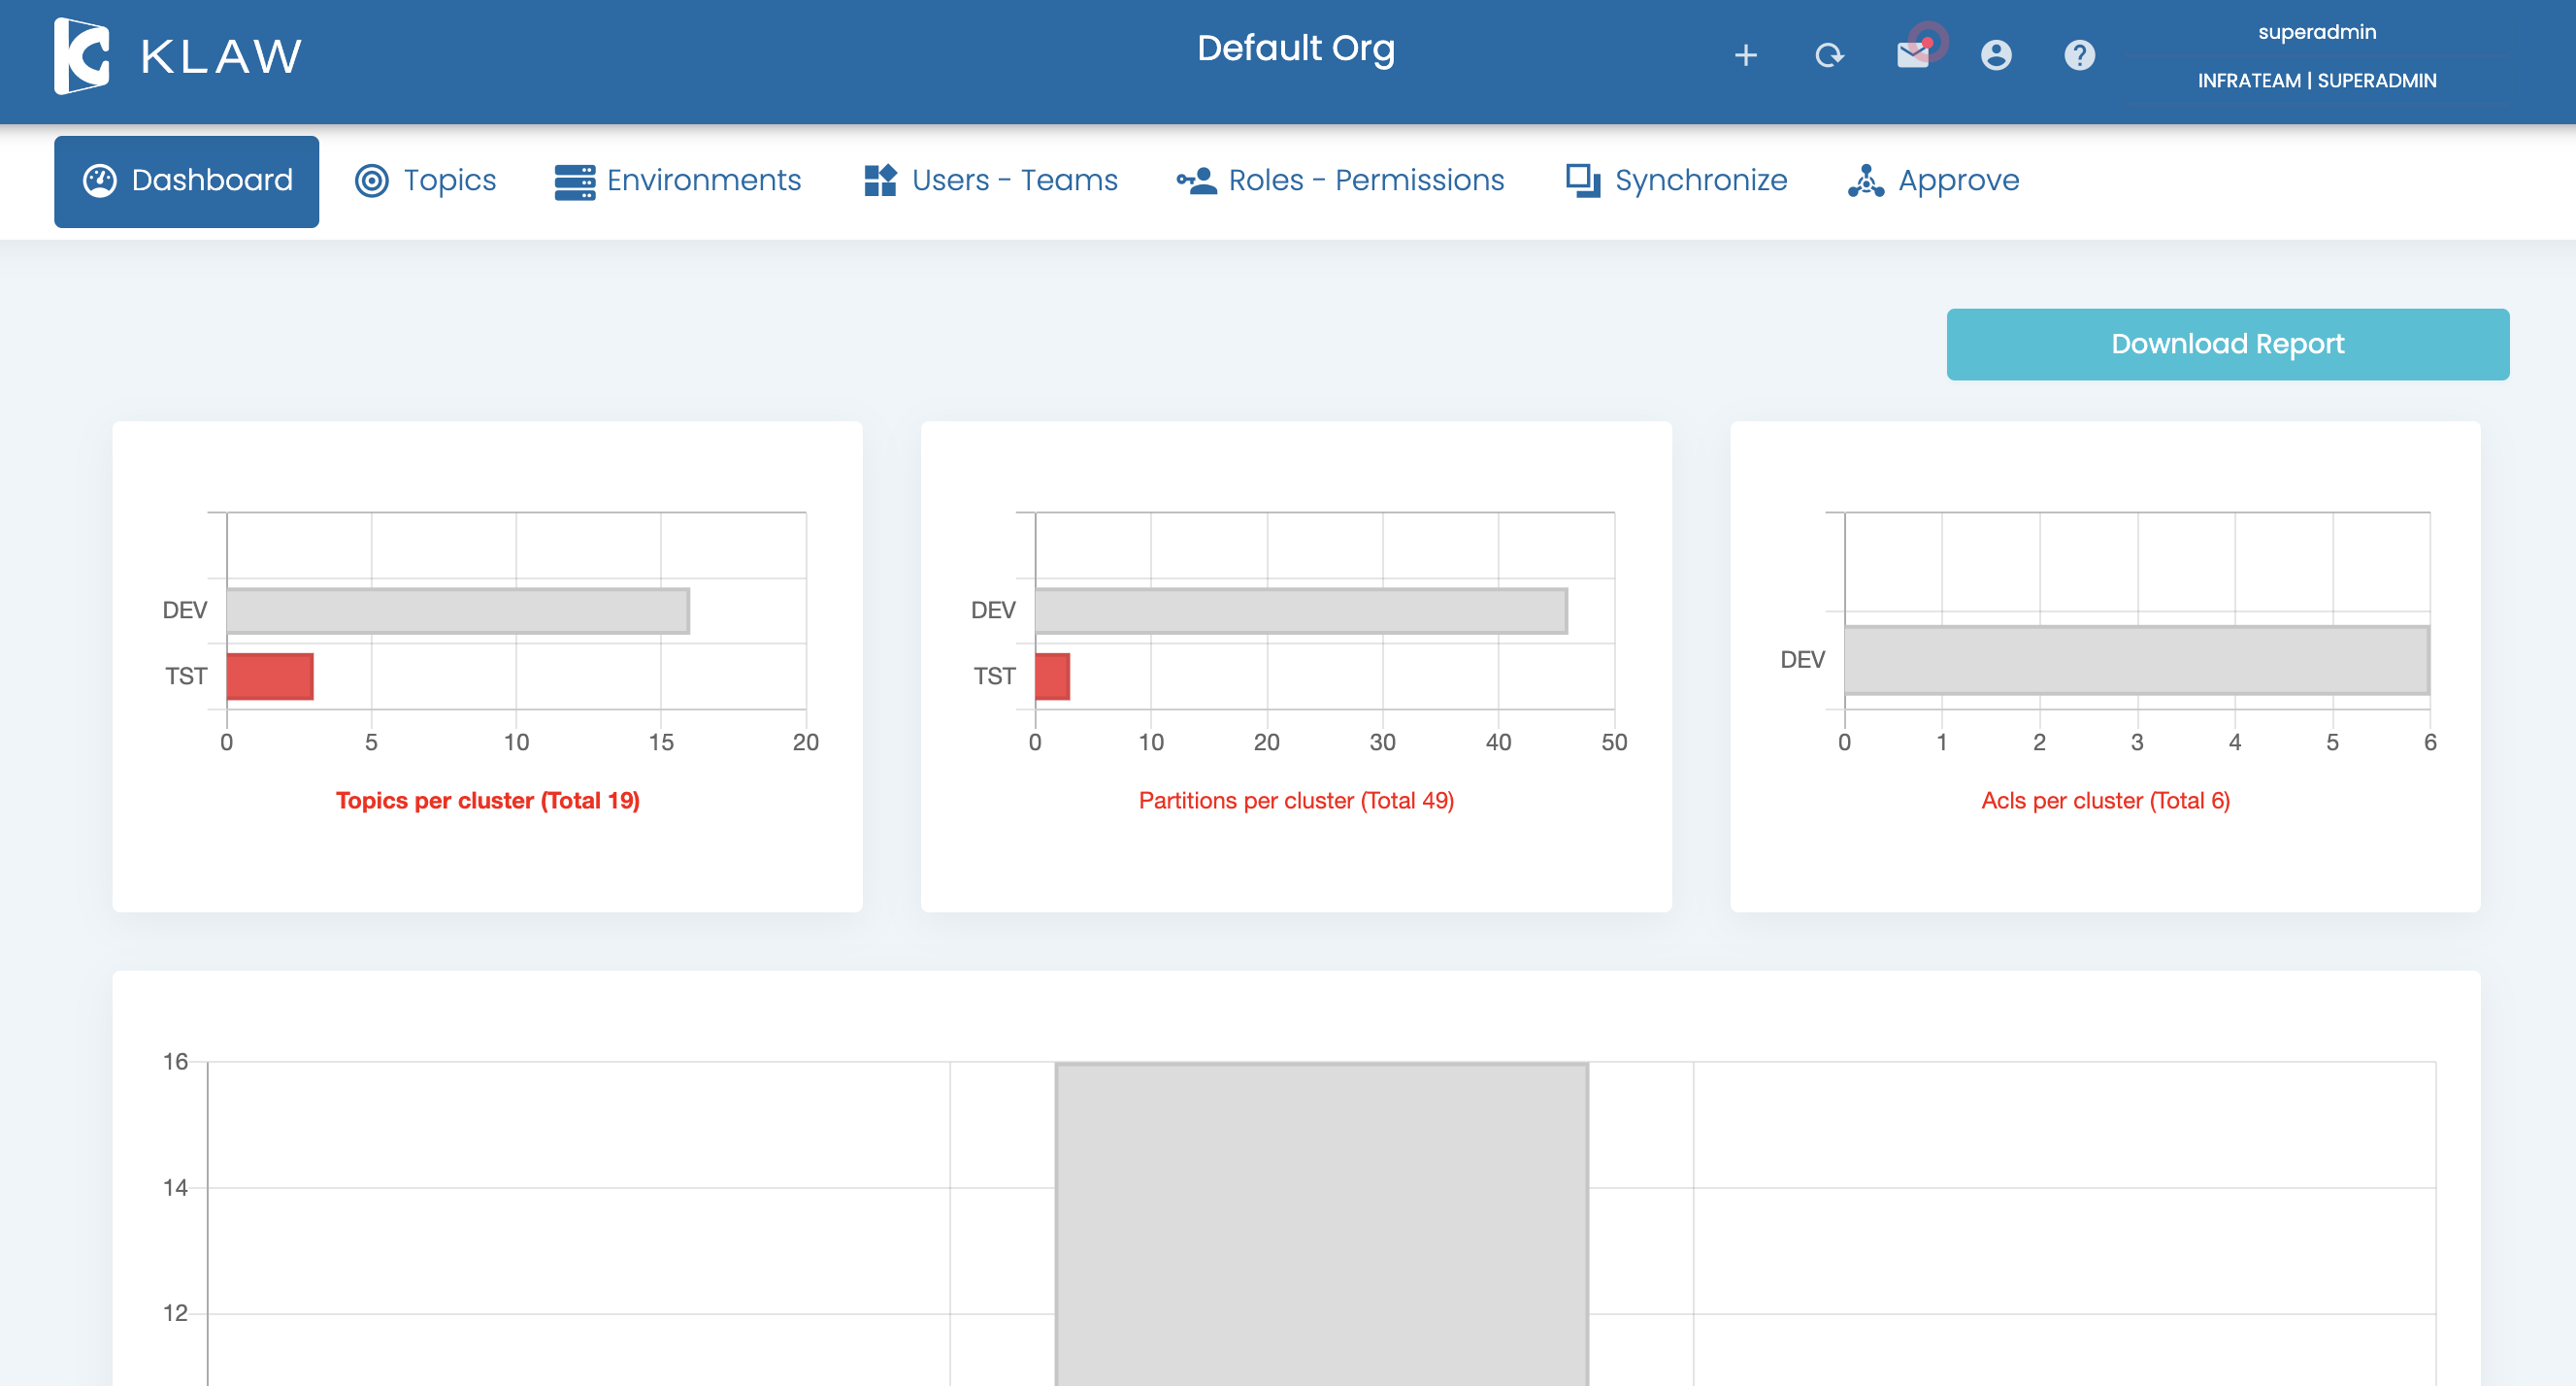 KLAW
Default Org
superadmin
INFRATEAM | SUPERADMIN
Dashboard
Topics
Environments
Users - Teams
Roles - Permissions
Synchronize
Approve
Download Report
DEV
TST
0 5 10 15 20
Topics per cluster (Total 19)
DEV
TST
0 10 20 30 40 50
Partitions per cluster (Total 49)
DEV
0 1 2 3 4 5 6
Acls per cluster (Total 6)
16
14
12